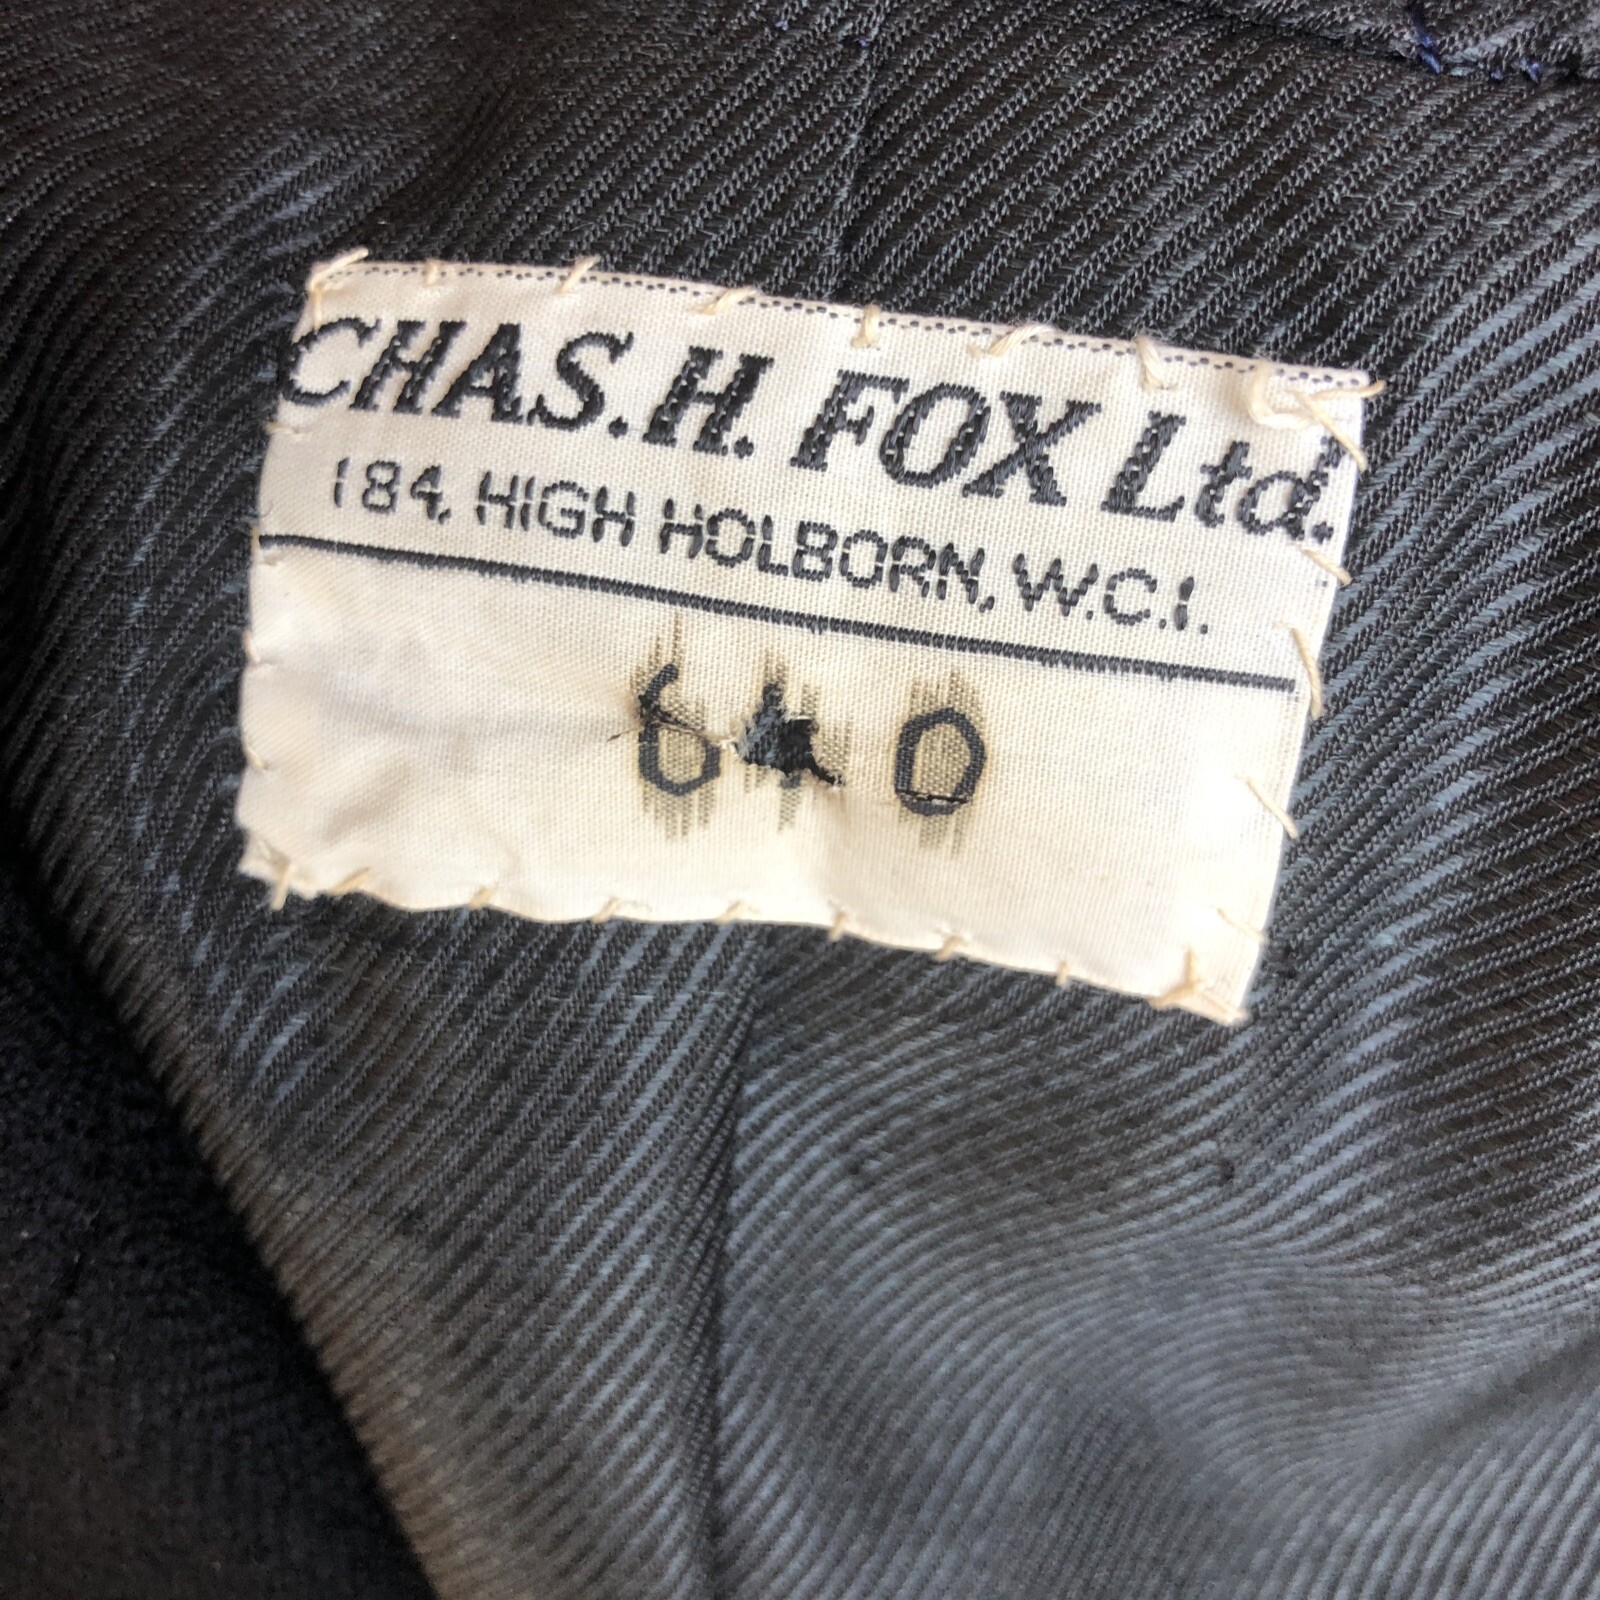 CHAS. H. FOX Ltd.
184, HIGH HOLBORN, W.C.1.